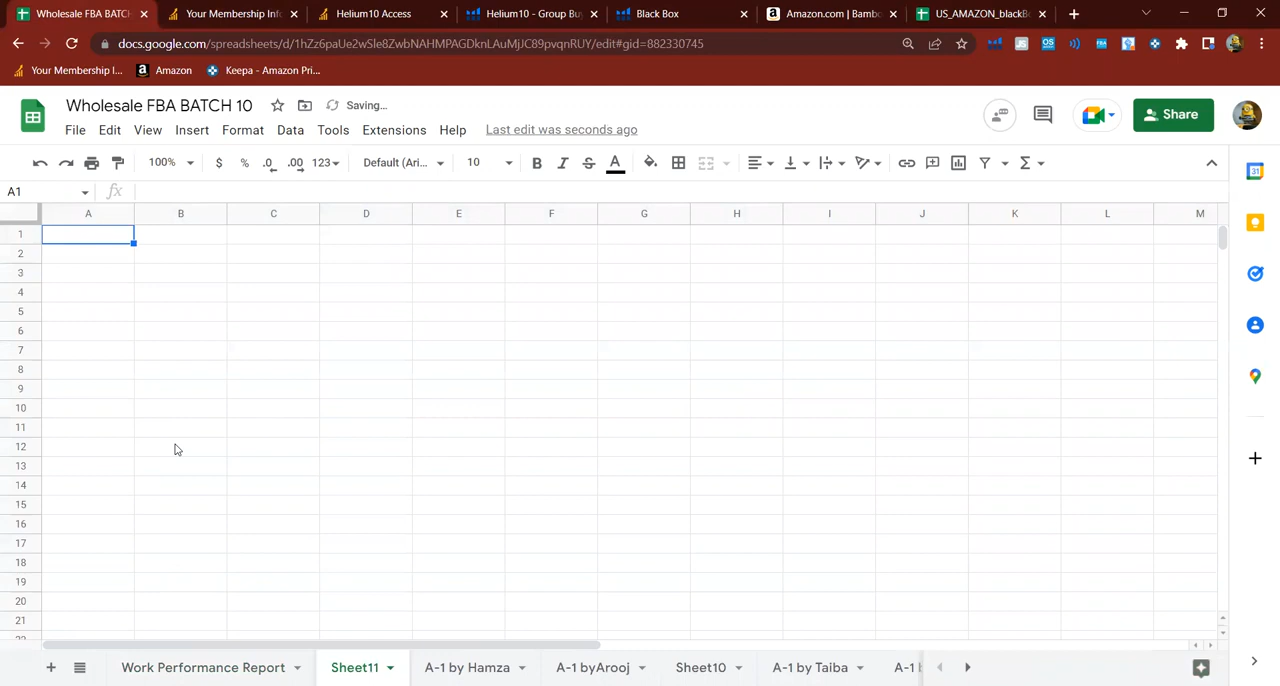 Wholesale FBA BATCH Your Membership Inf Helium10 Access Helium10 - Group Bu Black Box Amazon.com | Bamb US_AMAZON_blackB
docs.google.com/spreadsheets/d/1hZz6paUe2wSle8ZwbNAHMPAGDknLAuMjJC89pvqnRUY/edit#gid=882330745
Your Membership I... Amazon Keepa - Amazon Pri...
Wholesale FBA BATCH 10 Saving...
File Edit View Insert Format Data Tools Extensions Help Last edit was seconds ago
Share
100% $ % .0 .00 123 Default (Ari... 10 B I S A
A1 fx
A B C D E F G H I J K L M
1
2
3
4
5
6
7
8
9
10
11
12
13
14
15
16
17
18
19
20
21
Work Performance Report Sheet11 A-1 by Hamza A-1 byArooj Sheet10 A-1 by Taiba A-1